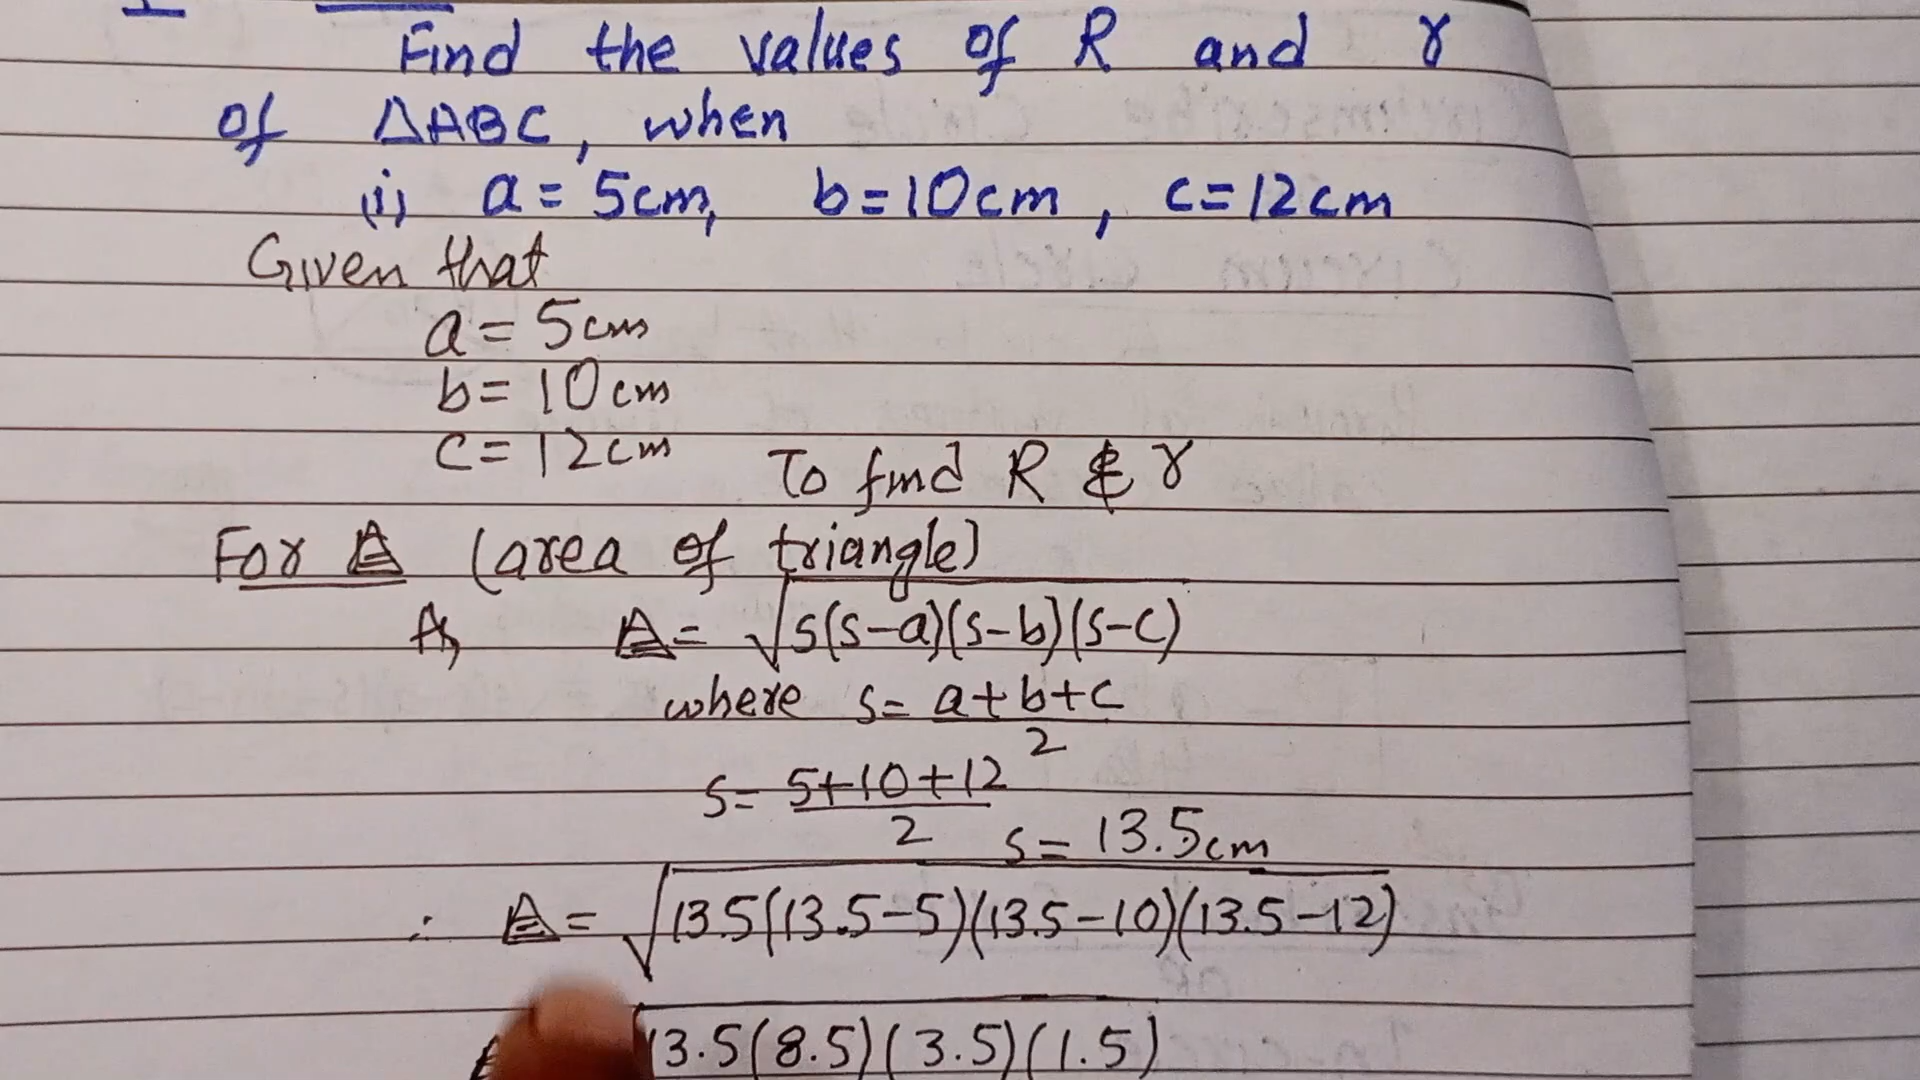 Find the values of R and r
of ΔABC, when
(i) a = 5cm, b=10cm, c=12cm
Given that
a = 5cm
b = 10cm
c = 12cm To find R & r
For Δ (area of triangle)
As, Δ = √s(s-a)(s-b)(s-c)
where s = a+b+c/2
s = 5+10+12/2 s = 13.5cm
∴ Δ = √13.5(13.5-5)(13.5-10)(13.5-12)
13.5(8.5)(3.5)(1.5)